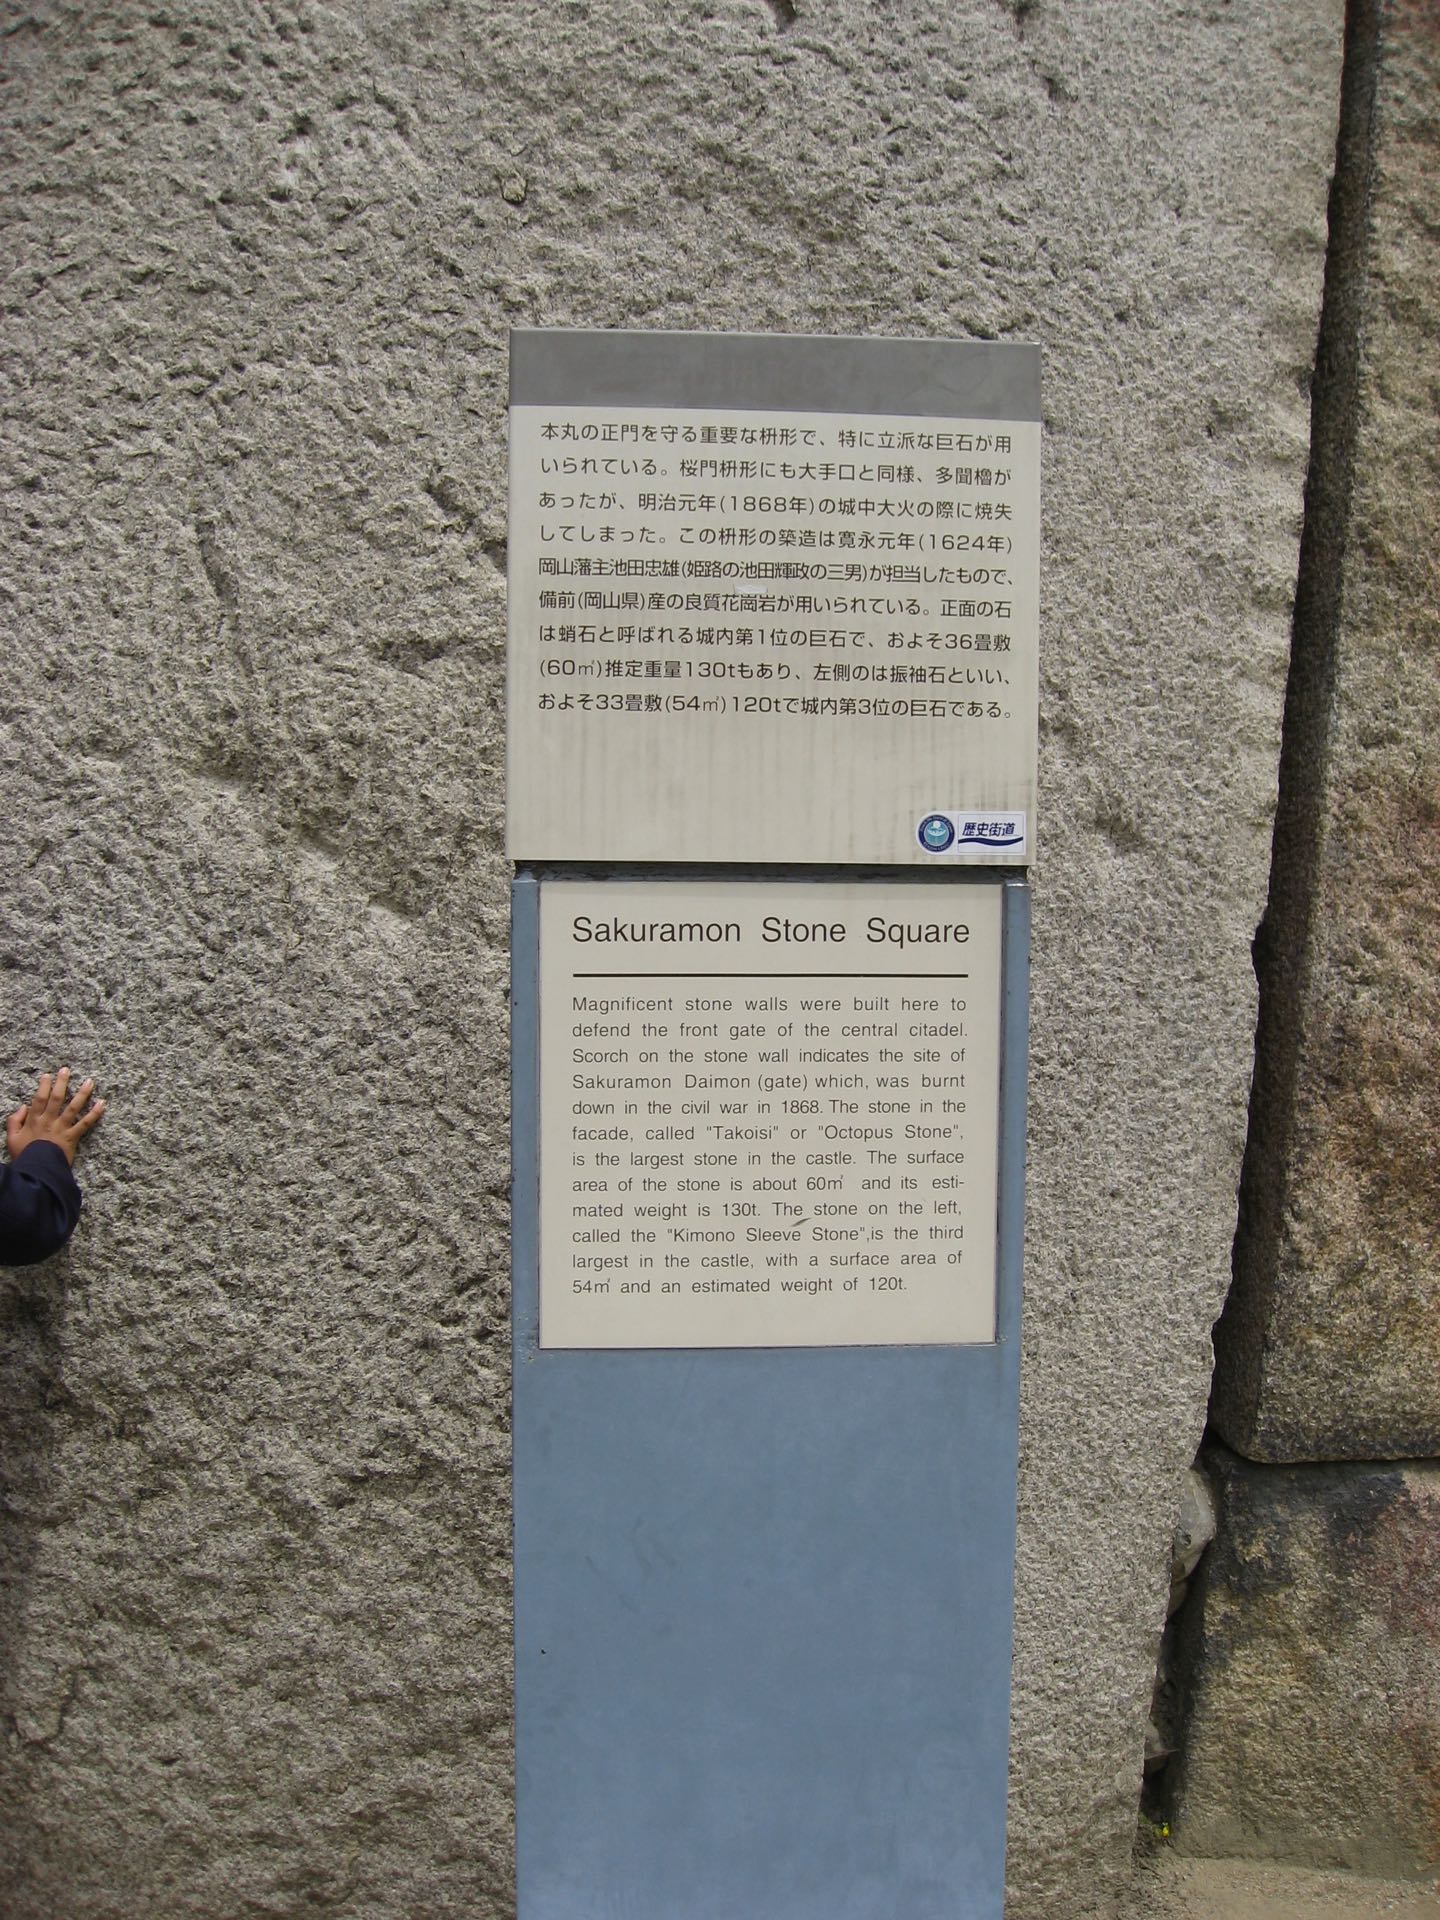 本丸の正門を守る重要な枡形で、特に立派な巨石が用
いられている。桜門枡形にも大手口と同様、多聞櫓が
あったが、明治元年(1868年)の城中大火の際に焼失
してしまった。この枡形の築造は寛永元年(1624年)
岡山藩主池田忠雄(姫路の池田輝政の三男)が担当したもので、
備前(岡山県)産の良質花崗岩が用いられている。正面の石
は蛸石と呼ばれる城内第1位の巨石で、およそ36畳敷
(60㎡)推定重量130tもあり、左側のは振袖石といい、
およそ33畳敷(54㎡)120tで城内第3位の巨石である。
歴史街道
Sakuramon Stone Square
Magnificent stone walls were built here to
defend the front gate of the central citadel.
Scorch on the stone wall indicates the site of
Sakuramon Daimon (gate) which, was burnt
down in the civil war in 1868. The stone in the
facade, called "Takoisi" or "Octopus Stone",
is the largest stone in the castle. The surface
area of the stone is about 60㎡ and its esti-
mated weight is 130t. The stone on the left,
called the "Kimono Sleeve Stone",is the third
largest in the castle, with a surface area of
54㎡ and an estimated weight of 120t.